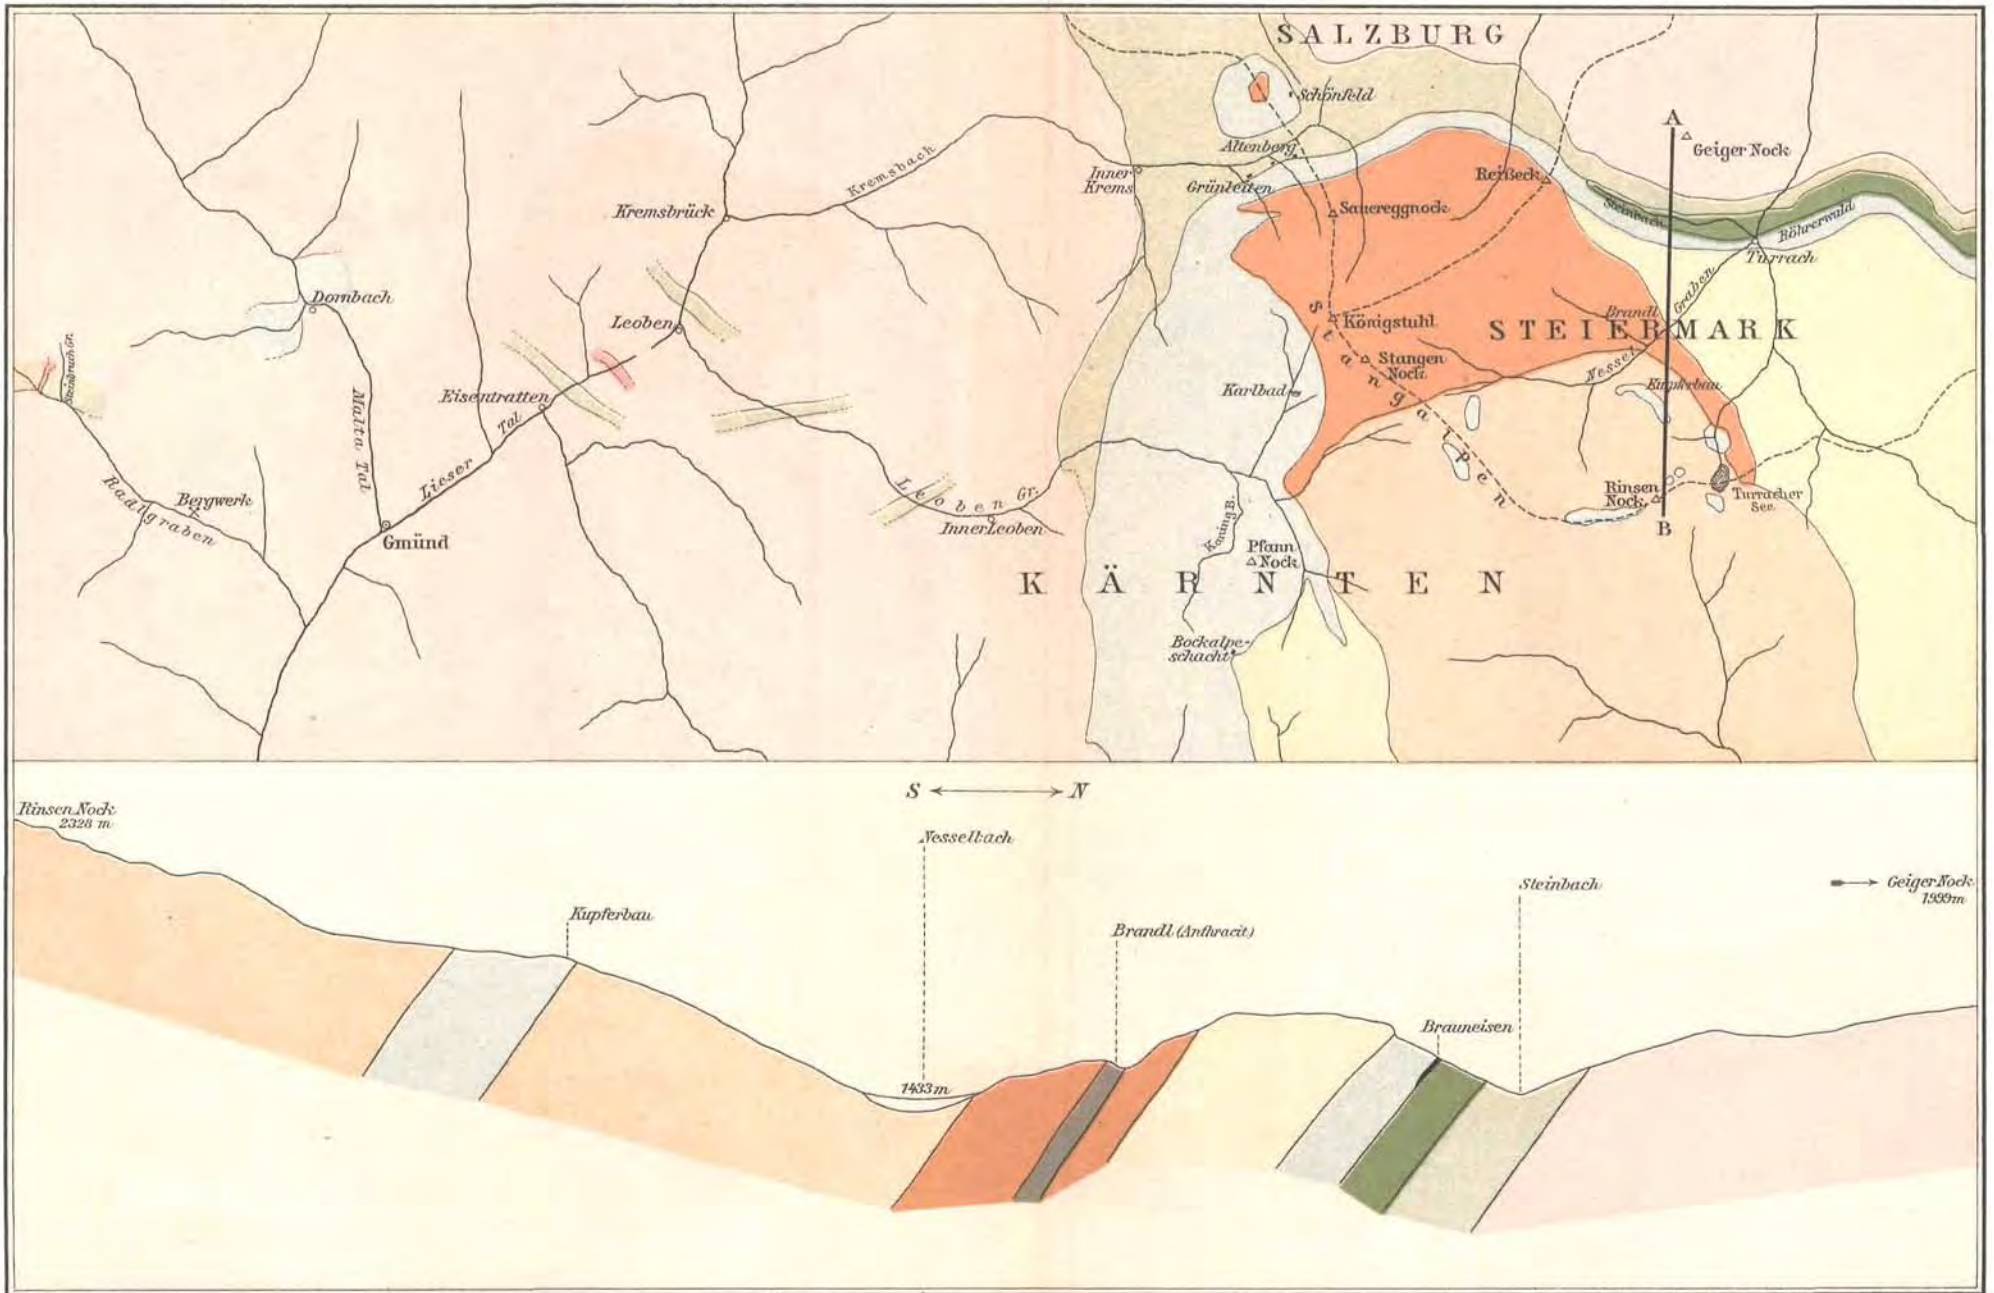 SALZBURG
Schönfeld
A
Geiger Nock
Altenberg
Inner
Krems
Kremsbach
Grünleiten
Reißeck
Kremsbrück
Sauereggnock
Steinbach
Röhrerwald
Turrach
Dornbach
Leoben
Königstuhl
Brandl
Graben
STEIERMARK
Stangen
Nock
Stangalpen
Nessel
Steinbruch Gr.
Malta Tal
Eisentratten
Karlbad
Kupferbau
Lieser Tal
Radlgraben
Bergwerk
Leoben Gr.
Inner Leoben
Rinsen
Nock
Turracher
See
B
Gmünd
Kaning B.
Pfann
Nock
KÄRNTEN
Bockalpe-
schacht
S N
Rinsen Nock
2328 m
Nesselbach
Steinbach
Geiger Nock
1999 m
Kupferbau
Brandl (Anthracit)
Brauneisen
1433 m